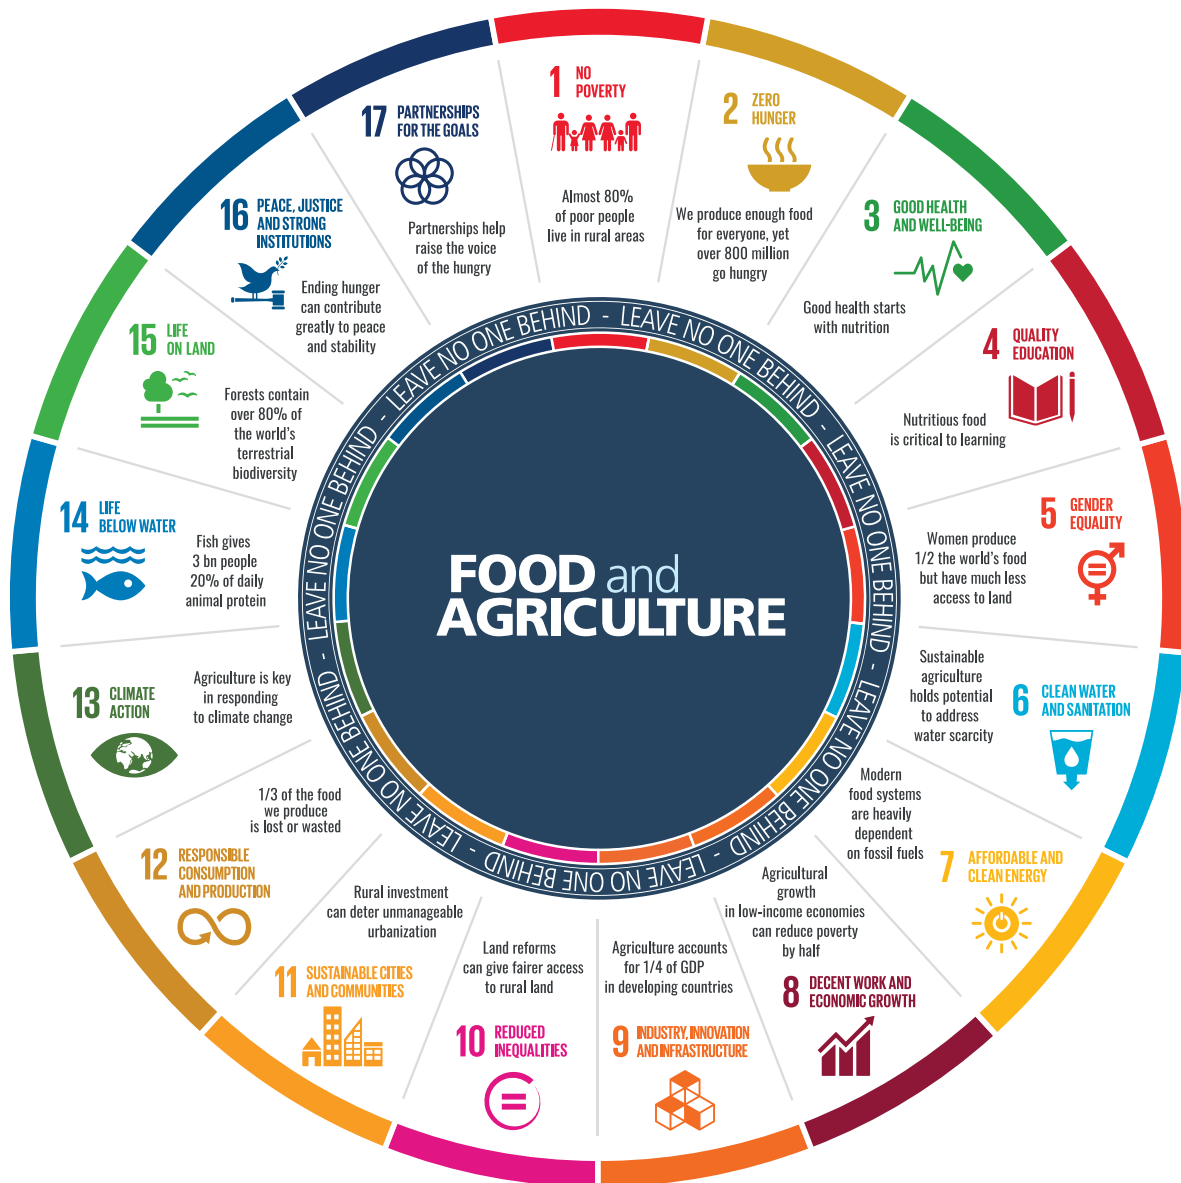 1 NO
POVERTY
Almost 80%
of poor people
live in rural areas
2 ZERO
HUNGER
We produce enough food
for everyone, yet
over 800 million
go hungry
3 GOOD HEALTH
AND WELL-BEING
Good health starts
with nutrition
4 QUALITY
EDUCATION
Nutritious food
is critical to learning
5 GENDER
EQUALITY
Women produce
1/2 the world's food
but have much less
access to land
6 CLEAN WATER
AND SANITATION
Sustainable
agriculture
holds potential
to address
water scarcity
7 AFFORDABLE AND
CLEAN ENERGY
Modern
food systems
are heavily
dependent
on fossil fuels
8 DECENT WORK AND
ECONOMIC GROWTH
Agricultural
growth
in low-income economies
can reduce poverty
by half
9 INDUSTRY, INNOVATION
AND INFRASTRUCTURE
Agriculture accounts
for 1/4 of GDP
in developing countries
10 REDUCED
INEQUALITIES
Land reforms
can give fairer access
to rural land
11 SUSTAINABLE CITIES
AND COMMUNITIES
Rural investment
can deter unmanageable
urbanization
12 RESPONSIBLE
CONSUMPTION
AND PRODUCTION
1/3 of the food
we produce
is lost or wasted
13 CLIMATE
ACTION
Agriculture is key
in responding
to climate change
14 LIFE
BELOW WATER
Fish gives
3 bn people
20% of daily
animal protein
15 LIFE
ON LAND
Forests contain
over 80% of
the world's
terrestrial
biodiversity
16 PEACE, JUSTICE
AND STRONG
INSTITUTIONS
Ending hunger
can contribute
greatly to peace
and stability
17 PARTNERSHIPS
FOR THE GOALS
Partnerships help
raise the voice
of the hungry
LEAVE NO ONE BEHIND - LEAVE NO ONE BEHIND - LEAVE NO ONE BEHIND - LEAVE NO ONE BEHIND - LEAVE NO ONE BEHIND - LEAVE NO ONE BEHIND - LEAVE NO ONE BEHIND - LEAVE NO ONE BEHIND -
FOOD and
AGRICULTURE